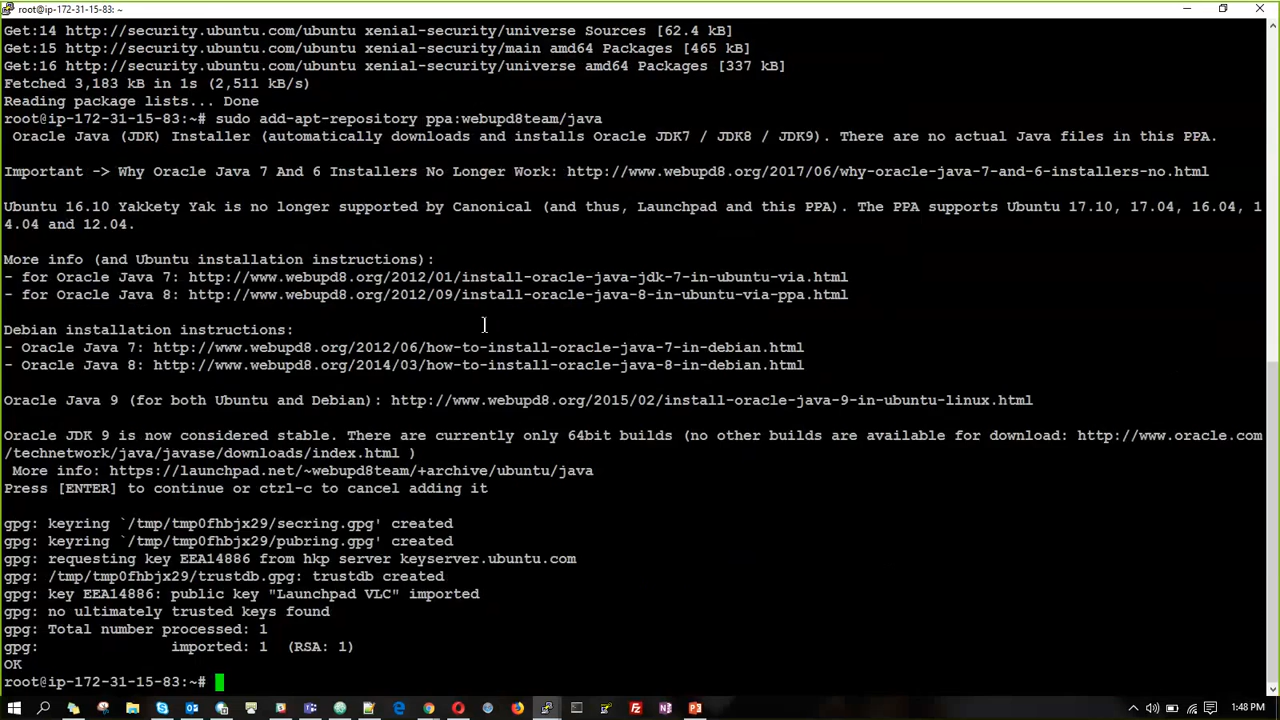 root@ip-172-31-15-83: ~
Get:14 http://security.ubuntu.com/ubuntu xenial-security/universe Sources [62.4 kB]
Get:15 http://security.ubuntu.com/ubuntu xenial-security/main amd64 Packages [465 kB]
Get:16 http://security.ubuntu.com/ubuntu xenial-security/universe amd64 Packages [337 kB]
Fetched 3,183 kB in 1s (2,511 kB/s)
Reading package lists... Done
root@ip-172-31-15-83:~# sudo add-apt-repository ppa:webupd8team/java
Oracle Java (JDK) Installer (automatically downloads and installs Oracle JDK7 / JDK8 / JDK9). There are no actual Java files in this PPA.
Important -> Why Oracle Java 7 And 6 Installers No Longer Work: http://www.webupd8.org/2017/06/why-oracle-java-7-and-6-installers-no.html
Ubuntu 16.10 Yakkety Yak is no longer supported by Canonical (and thus, Launchpad and this PPA). The PPA supports Ubuntu 17.10, 17.04, 16.04, 1
4.04 and 12.04.
More info (and Ubuntu installation instructions):
- for Oracle Java 7: http://www.webupd8.org/2012/01/install-oracle-java-jdk-7-in-ubuntu-via.html
- for Oracle Java 8: http://www.webupd8.org/2012/09/install-oracle-java-8-in-ubuntu-via-ppa.html
Debian installation instructions:
- Oracle Java 7: http://www.webupd8.org/2012/06/how-to-install-oracle-java-7-in-debian.html
- Oracle Java 8: http://www.webupd8.org/2014/03/how-to-install-oracle-java-8-in-debian.html
Oracle Java 9 (for both Ubuntu and Debian): http://www.webupd8.org/2015/02/install-oracle-java-9-in-ubuntu-linux.html
Oracle JDK 9 is now considered stable. There are currently only 64bit builds (no other builds are available for download: http://www.oracle.com
/technetwork/java/javase/downloads/index.html )
More info: https://launchpad.net/~webupd8team/+archive/ubuntu/java
Press [ENTER] to continue or ctrl-c to cancel adding it
gpg: keyring `/tmp/tmp0fhbjx29/secring.gpg' created
gpg: keyring `/tmp/tmp0fhbjx29/pubring.gpg' created
gpg: requesting key EEA14886 from hkp server keyserver.ubuntu.com
gpg: /tmp/tmp0fhbjx29/trustdb.gpg: trustdb created
gpg: key EEA14886: public key "Launchpad VLC" imported
gpg: no ultimately trusted keys found
gpg: Total number processed: 1
gpg: imported: 1 (RSA: 1)
OK
root@ip-172-31-15-83:~#
1:48 PM